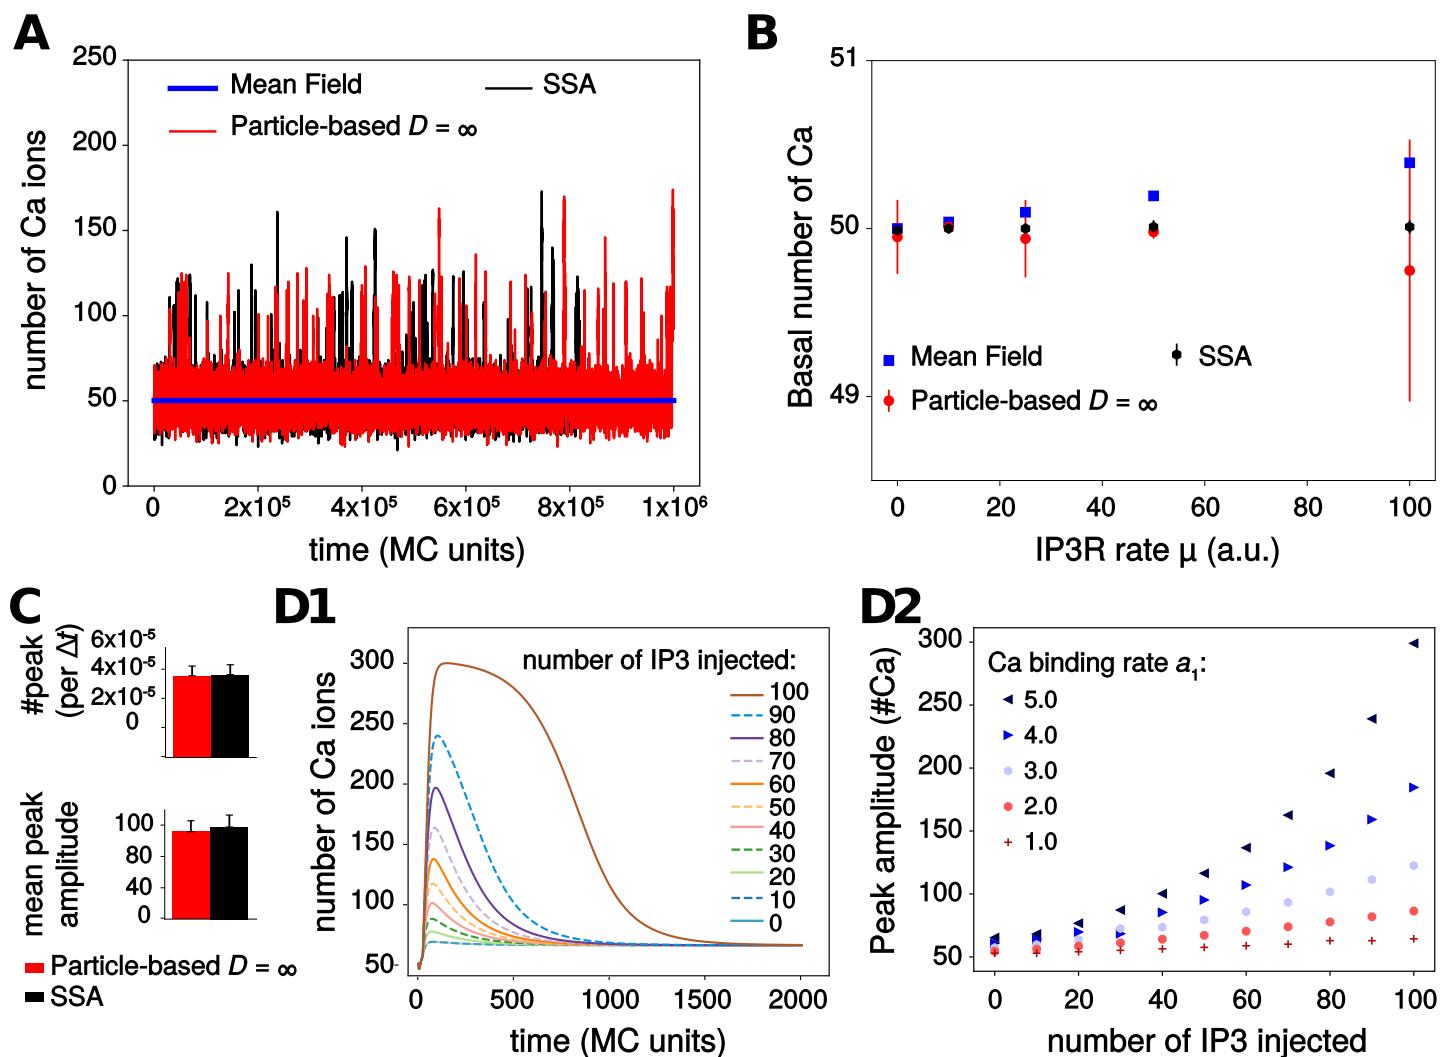 A
250
200
150
100
50
0
number of Ca ions
Mean Field
SSA
Particle-based D = ∞
0
2x10⁵
4x10⁵
6x10⁵
8x10⁵
1x10⁶
time (MC units)
B
51
50
49
Basal number of Ca
Mean Field
SSA
Particle-based D = ∞
0
20
40
60
80
100
IP3R rate μ (a.u.)
C
#peak
(per Δt)
6x10⁻⁵
4x10⁻⁵
2x10⁻⁵
0
mean peak
amplitude
100
80
40
0
Particle-based D = ∞
SSA
D1
300
250
200
150
100
50
number of Ca ions
number of IP3 injected:
100
90
80
70
60
50
40
30
20
10
0
0
500
1000
1500
2000
time (MC units)
D2
300
250
200
150
100
50
Peak amplitude (#Ca)
Ca binding rate a₁:
5.0
4.0
3.0
2.0
1.0
0
20
40
60
80
100
number of IP3 injected